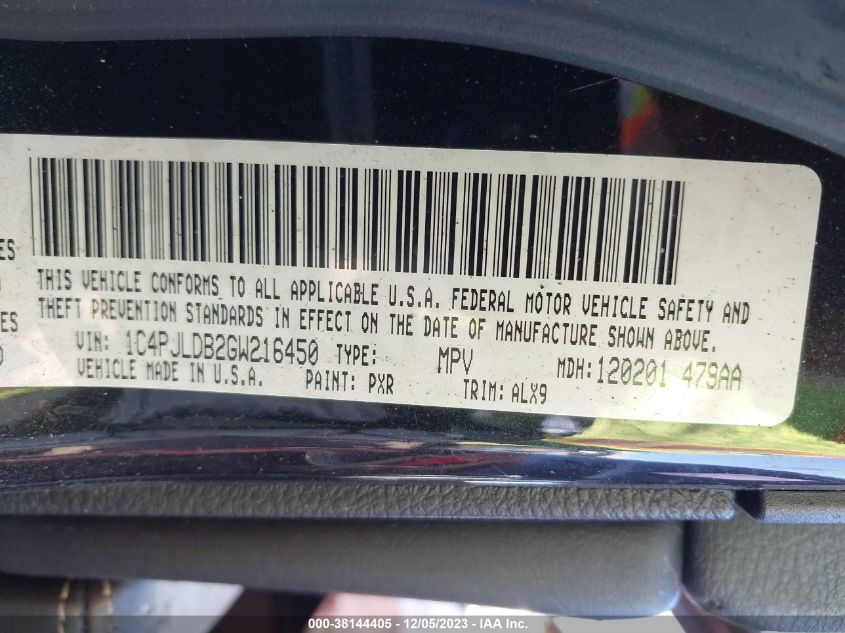 ES
THIS VEHICLE CONFORMS TO ALL APPLICABLE U.S.A. FEDERAL MOTOR VEHICLE SAFETY AND
ES
THEFT PREVENTION STANDARDS IN EFFECT ON THE DATE OF MANUFACTURE SHOWN ABOVE.
VIN: 1C4PJLDB2GW216450 TYPE: MPV MDH: 120201 479AA
VEHICLE MADE IN U.S.A. PAINT: PXR TRIM: ALX9
000-38144405 - 12/05/2023 - © IAA Inc.